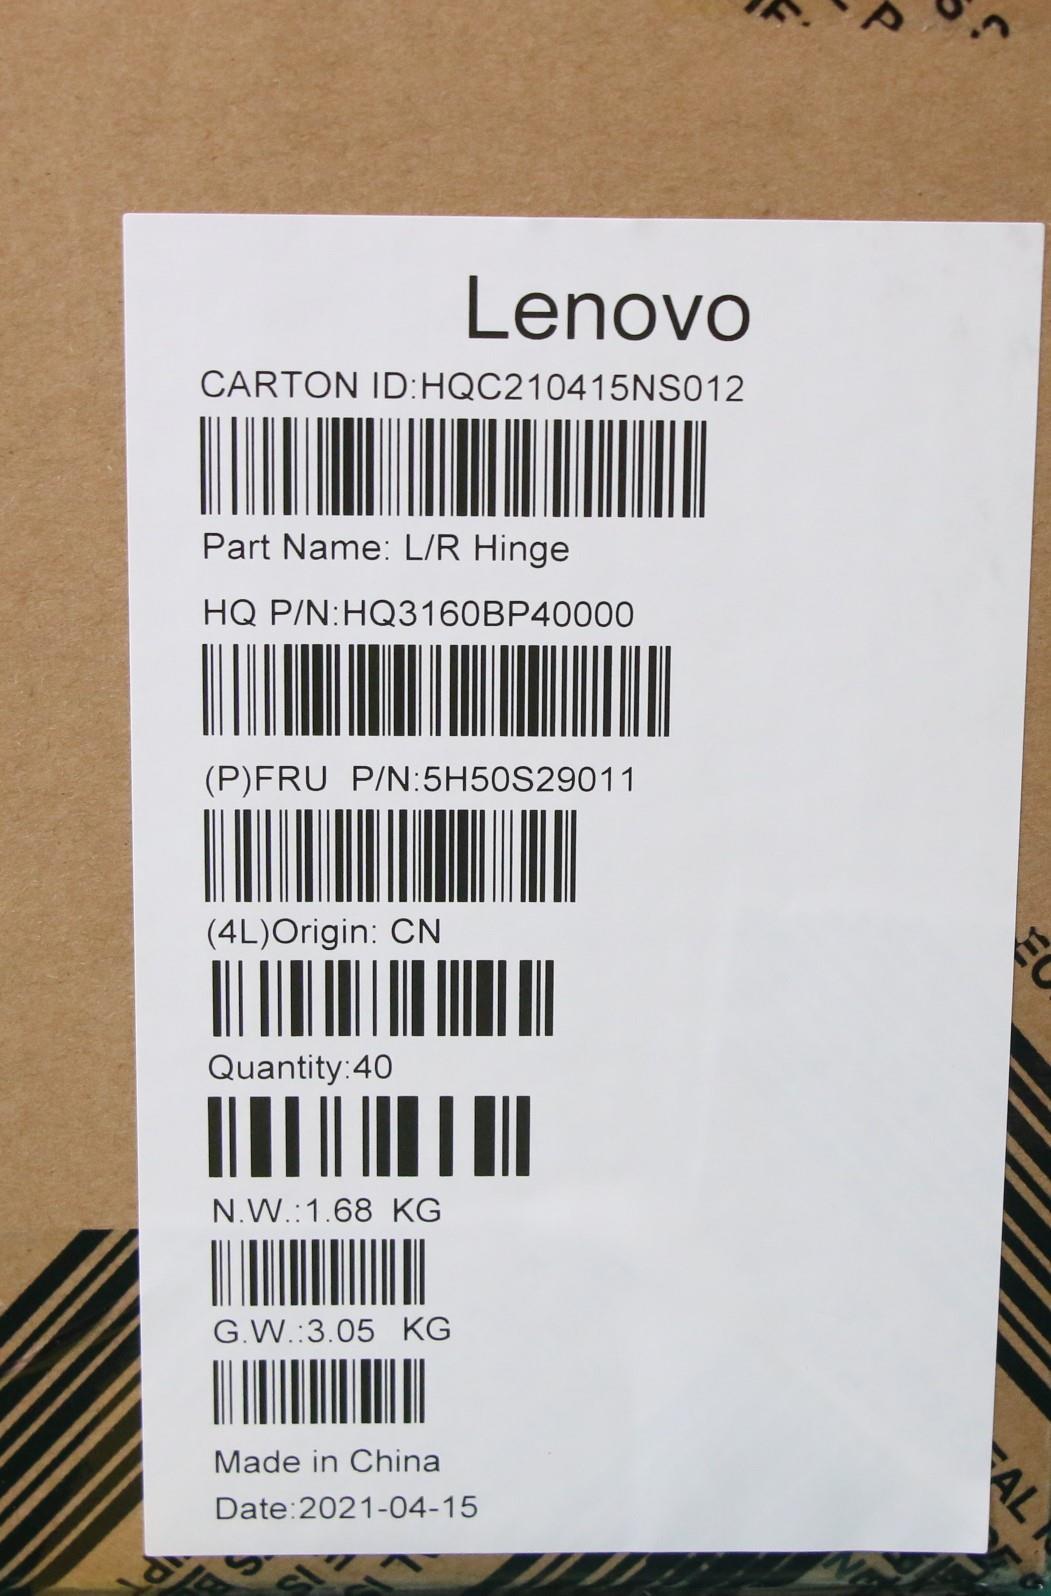 Lenovo
CARTON ID:HQC210415NS012
Part Name: L/R Hinge
HQ P/N:HQ3160BP40000
(P)FRU P/N:5H50S29011
(4L)Origin: CN
Quantity:40
N.W.:1.68 KG
G.W.:3.05 KG
Made in China
Date:2021-04-15